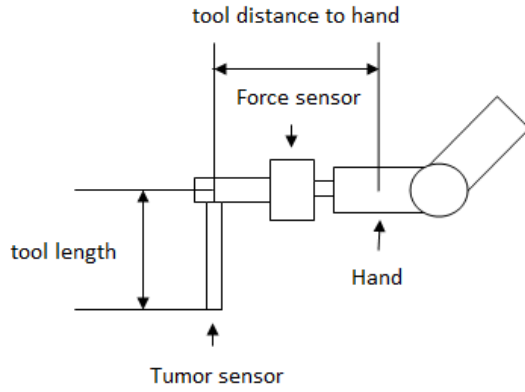 tool distance to hand
Force sensor
tool length
Hand
Tumor sensor